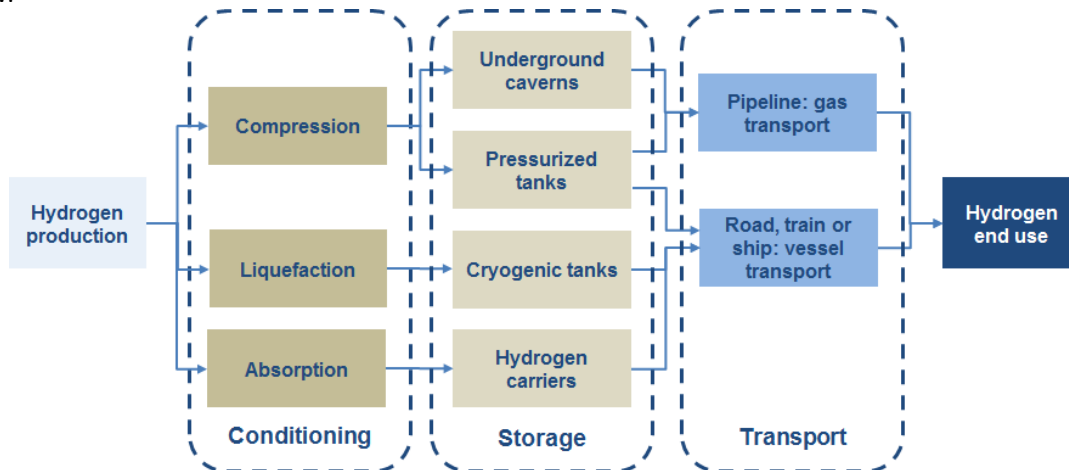 Hydrogen
production
Compression
Liquefaction
Absorption
Conditioning
Underground
caverns
Pressurized
tanks
Cryogenic tanks
Hydrogen
carriers
Storage
Pipeline: gas
transport
Road, train or
ship: vessel
transport
Transport
Hydrogen
end use